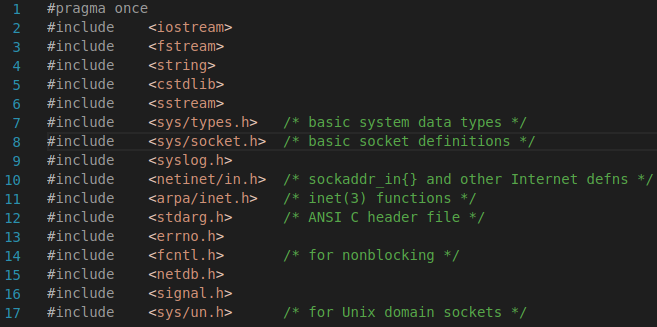 1 #pragma once
2 #include    <iostream>
3 #include    <fstream>
4 #include    <string>
5 #include    <cstdlib>
6 #include    <sstream>
7 #include    <sys/types.h>   /* basic system data types */
8 #include    <sys/socket.h>  /* basic socket definitions */
9 #include    <syslog.h>
10 #include    <netinet/in.h>  /* sockaddr_in{} and other Internet defns */
11 #include    <arpa/inet.h>   /* inet(3) functions */
12 #include    <stdarg.h>      /* ANSI C header file */
13 #include    <errno.h>
14 #include    <fcntl.h>       /* for nonblocking */
15 #include    <netdb.h>
16 #include    <signal.h>
17 #include    <sys/un.h>      /* for Unix domain sockets */